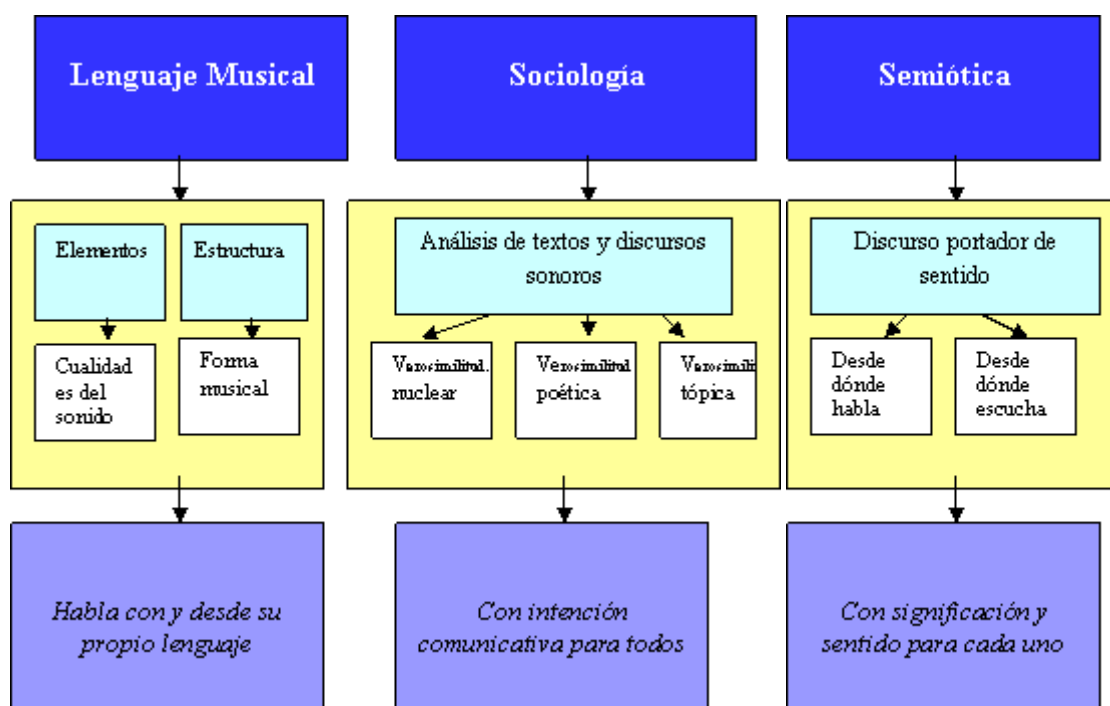 Lenguaje Musical
Sociología
Semiótica
Elementos
Estructura
Cualidad
es del
sonido
Forma
musical
Análisis de textos y discursos
sonoros
Verosimilitud.
nuclear
Verosimilitud
poética
Verosimili
tópica
Discurso portador de
sentido
Desde
dónde
habla
Desde
dónde
escucha
Habla con y desde su
propio lenguaje
Con intención
comunicativa para todos
Con significación y
sentido para cada uno